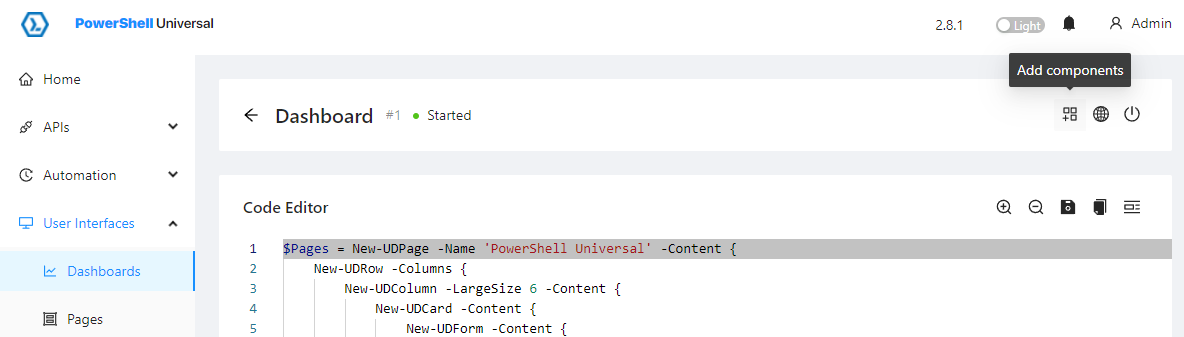 PowerShell Universal
2.8.1
Light
Admin
Add components
Home
APIs
Automation
User Interfaces
Dashboards
Pages
Dashboard #1 Started
Code Editor
1 $Pages = New-UDPage -Name 'PowerShell Universal' -Content {
2 New-UDRow -Columns {
3 New-UDColumn -LargeSize 6 -Content {
4 New-UDCard -Content {
5 New-UDForm -Content {